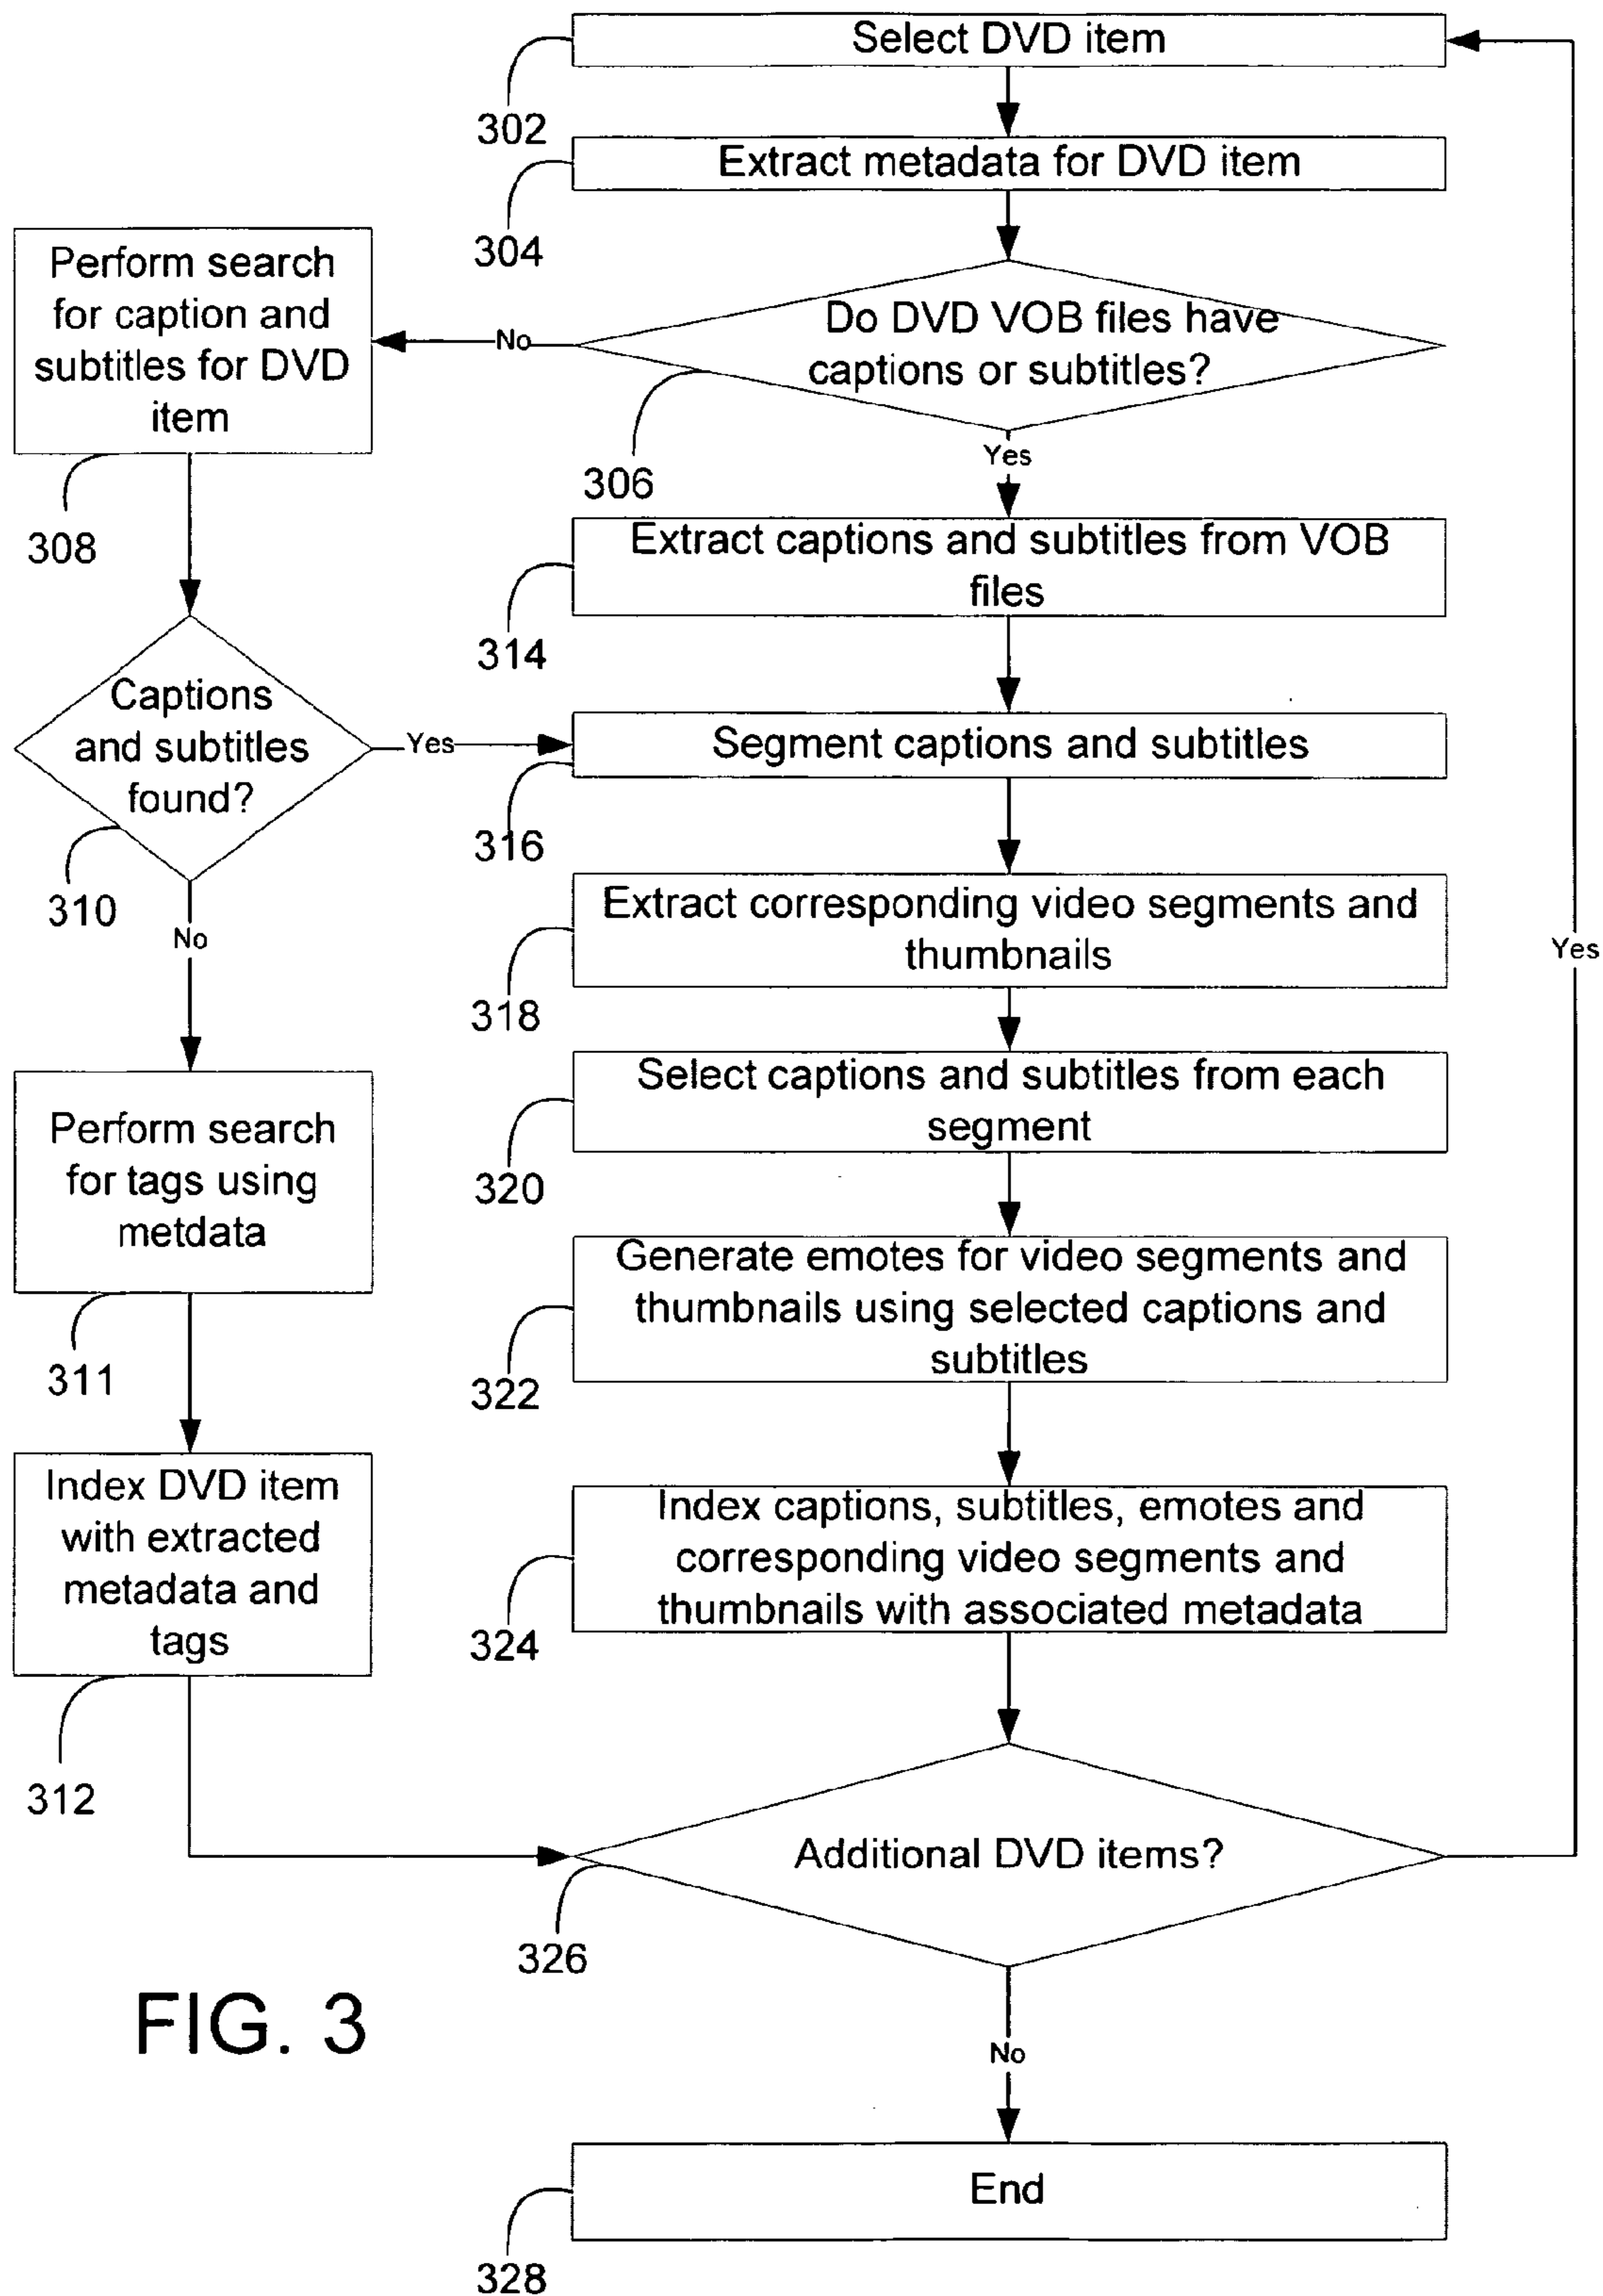 Select DVD item
302
Extract metadata for DVD item
304
Do DVD VOB files have
captions or subtitles?
306
No
Yes
Perform search
for caption and
subtitles for DVD
item
308
Captions
and subtitles
found?
310
Yes
No
Perform search
for tags using
metdata
311
Index DVD item
with extracted
metadata and
tags
312
Extract captions and subtitles from VOB
files
314
Segment captions and subtitles
316
Extract corresponding video segments and
thumbnails
318
Select captions and subtitles from each
segment
320
Generate emotes for video segments and
thumbnails using selected captions and
subtitles
322
Index captions, subtitles, emotes and
corresponding video segments and
thumbnails with associated metadata
324
Additional DVD items?
326
Yes
No
End
328
FIG. 3